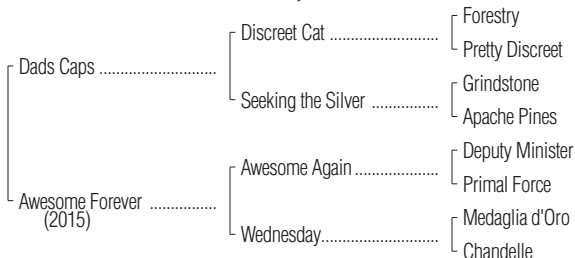 Forestry
Discreet Cat ....................
Pretty Discreet
Dads Caps ...........................
Grindstone
Seeking the Silver ................
Apache Pines
Deputy Minister
Awesome Again ....................
Primal Force
Awesome Forever ................
(2015)
Medaglia d'Oro
Wednesday............................
Chandelle